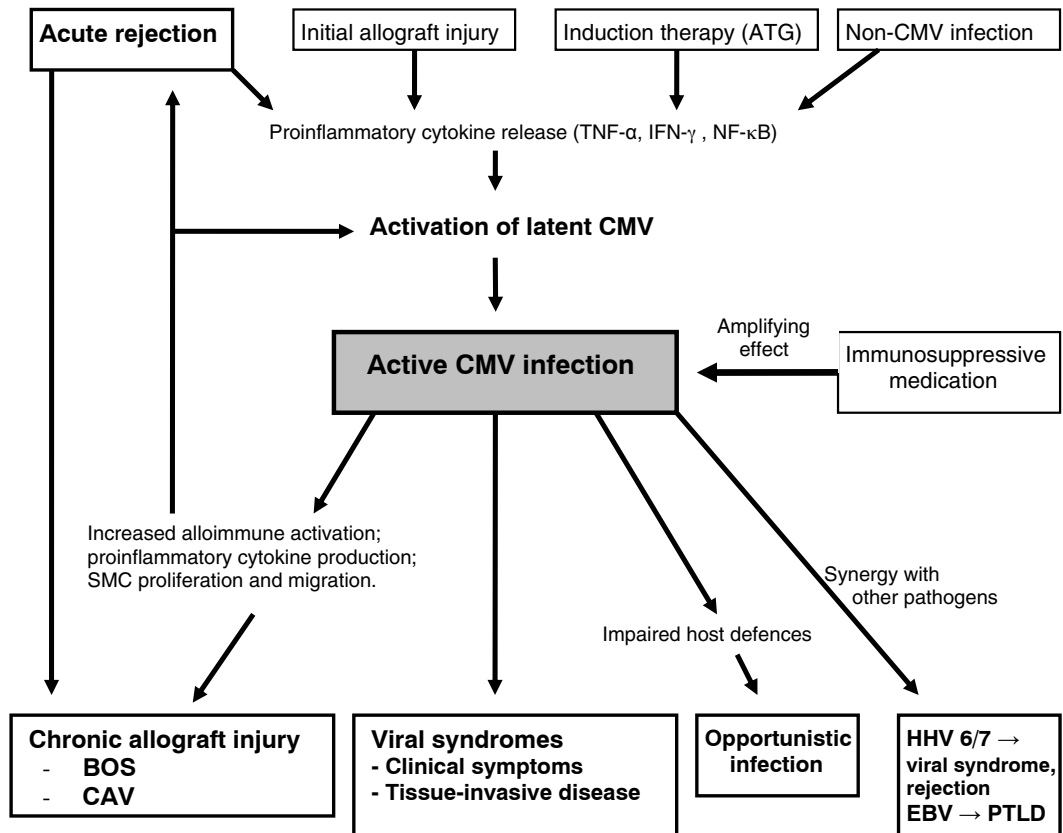 Acute rejection
Initial allograft injury
Induction therapy (ATG)
Non-CMV infection
Proinflammatory cytokine release (TNF-α, IFN-γ , NF-κB)
Activation of latent CMV
Active CMV infection
Amplifying
effect
Immunosuppressive
medication
Increased alloimmune activation;
proinflammatory cytokine production;
SMC proliferation and migration.
Synergy with
other pathogens
Impaired host defences
Chronic allograft injury
- BOS
- CAV
Viral syndromes
- Clinical symptoms
- Tissue-invasive disease
Opportunistic
infection
HHV 6/7 →
viral syndrome,
rejection
EBV → PTLD